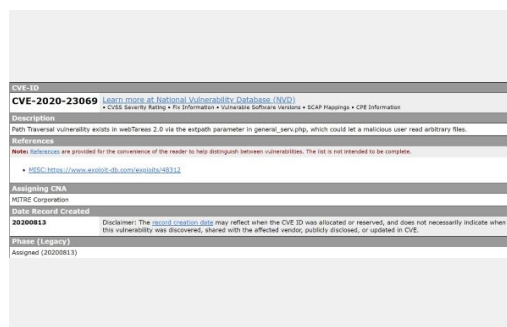 CVE-ID
CVE-2020-23069
Learn more at National Vulnerability Database (NVD)
• CVSS Severity Rating • Fix Information • Vulnerable Software Versions • SCAP Mappings • CPE Information
Description
Path Traversal vulneraility exists in webTareas 2.0 via the extpath parameter in general_serv.php, which could let a malicious user read arbitrary files.
References
Note: References are provided for the convenience of the reader to help distinguish between vulnerabilities. The list is not intended to be complete.
• MISC:https://www.exploit-db.com/exploits/48312
Assigning CNA
MITRE Corporation
Date Record Created
20200813
Disclaimer: The record creation date may reflect when the CVE ID was allocated or reserved, and does not necessarily indicate when
this vulnerability was discovered, shared with the affected vendor, publicly disclosed, or updated in CVE.
Phase (Legacy)
Assigned (20200813)